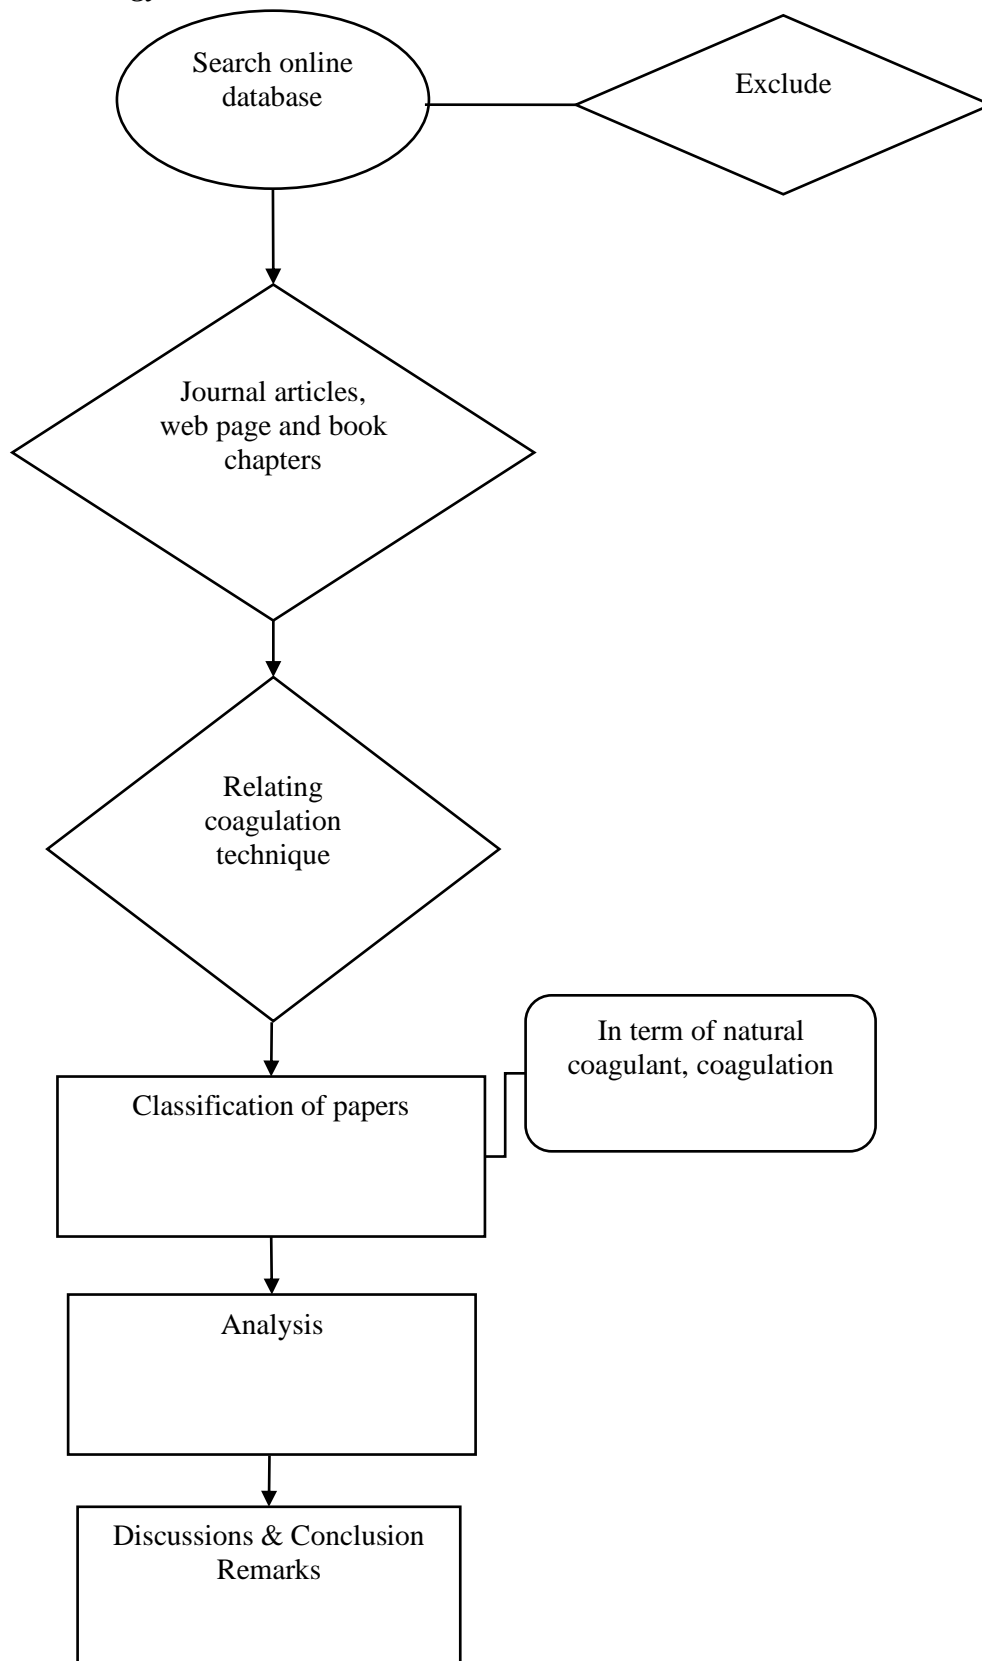 Search online
database
Exclude
Journal articles,
web page and book
chapters
Relating
coagulation
technique
In term of natural
coagulant, coagulation
Classification of papers
Analysis
Discussions & Conclusion
Remarks